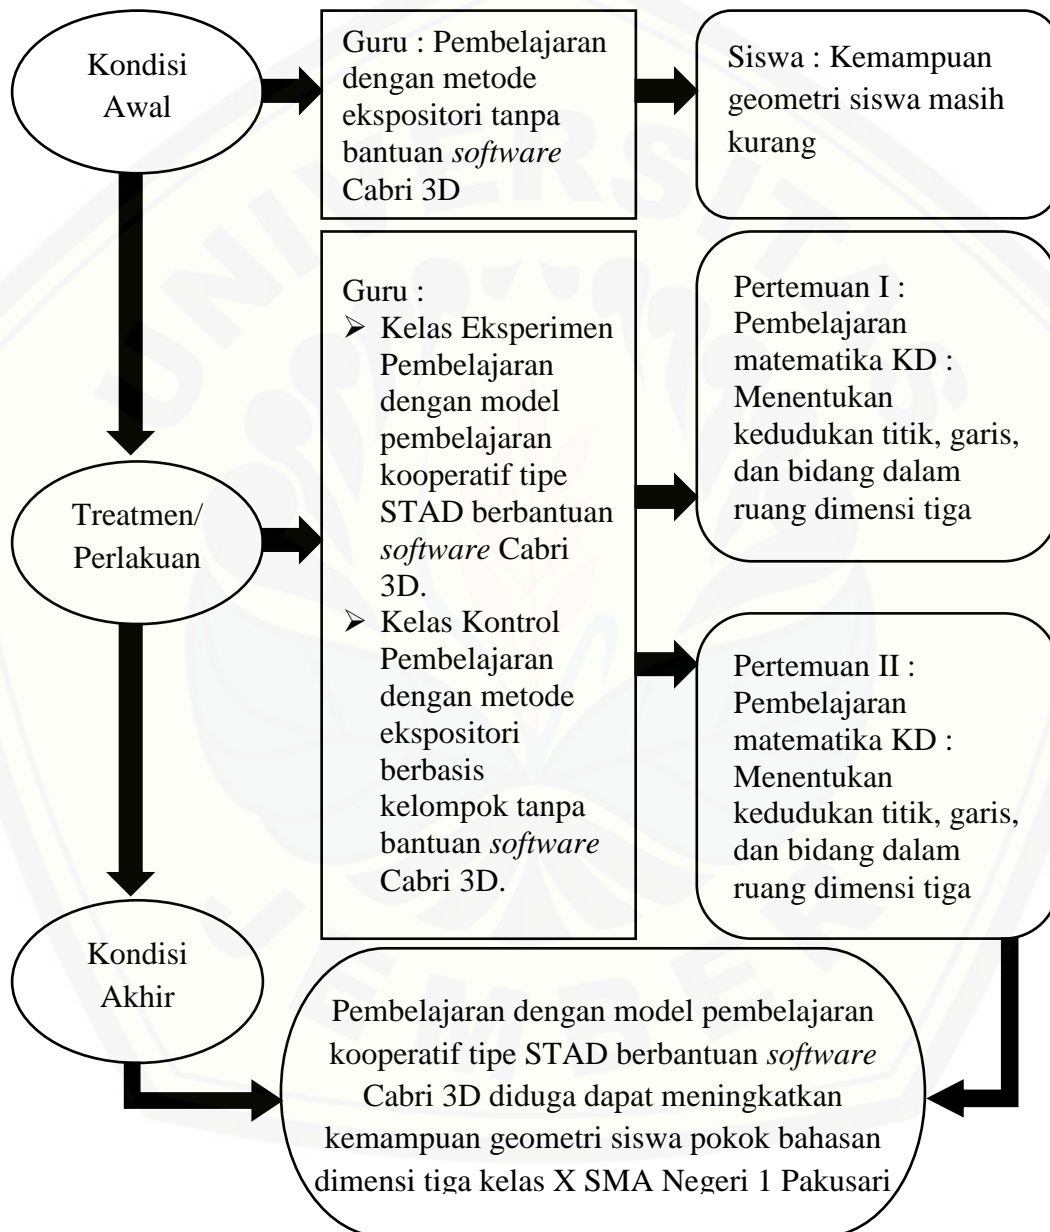 Kondisi
Awal
Guru : Pembelajaran
dengan metode
ekspositori tanpa
bantuan software
Cabri 3D
Siswa : Kemampuan
geometri siswa masih
kurang
Treatmen/
Perlakuan
Guru :
➢ Kelas Eksperimen
Pembelajaran
dengan model
pembelajaran
kooperatif tipe
STAD berbantuan
software Cabri
3D.
➢ Kelas Kontrol
Pembelajaran
dengan metode
ekspositori
berbasis
kelompok tanpa
bantuan software
Cabri 3D.
Pertemuan I :
Pembelajaran
matematika KD :
Menentukan
kedudukan titik, garis,
dan bidang dalam
ruang dimensi tiga
Pertemuan II :
Pembelajaran
matematika KD :
Menentukan
kedudukan titik, garis,
dan bidang dalam
ruang dimensi tiga
Kondisi
Akhir
Pembelajaran dengan model pembelajaran
kooperatif tipe STAD berbantuan software
Cabri 3D diduga dapat meningkatkan
kemampuan geometri siswa pokok bahasan
dimensi tiga kelas X SMA Negeri 1 Pakusari
UNIVERSITAS
JEMBER